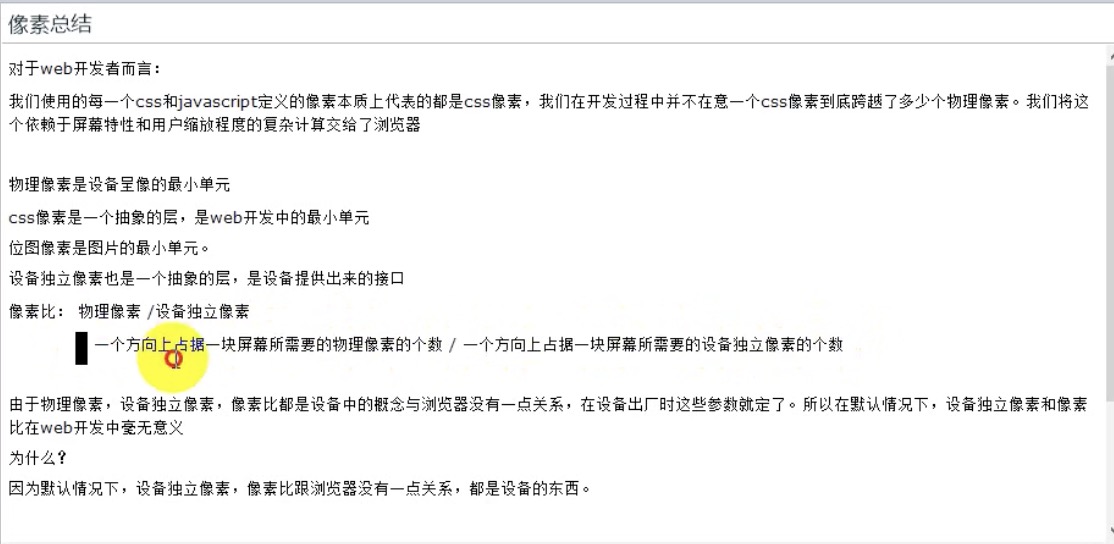 像素总结
对于web开发者而言：
我们使用的每一个css和javascript定义的像素本质上代表的都是css像素，我们在开发过程中并不在意一个css像素到底跨越了多少个物理像素。我们将这
个依赖于屏幕特性和用户缩放程度的复杂计算交给了浏览器
物理像素是设备呈像的最小单元
css像素是一个抽象的层，是web开发中的最小单元
位图像素是图片的最小单元。
设备独立像素也是一个抽象的层，是设备提供出来的接口
像素比： 物理像素 /设备独立像素
一个方向上占据一块屏幕所需要的物理像素的个数 / 一个方向上占据一块屏幕所需要的设备独立像素的个数
由于物理像素，设备独立像素，像素比都是设备中的概念与浏览器没有一点关系，在设备出厂时这些参数就定了。所以在默认情况下，设备独立像素和像素
比在web开发中毫无意义
为什么？
因为默认情况下，设备独立像素，像素比跟浏览器没有一点关系，都是设备的东西。